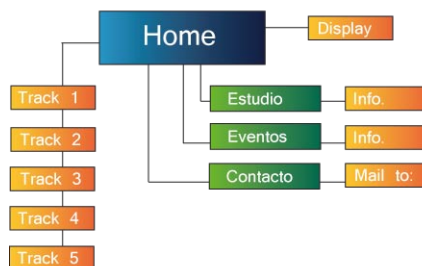 Home
Display
Track 1
Track 2
Track 3
Track 4
Track 5
Estudio
Info.
Eventos
Info.
Contacto
Mail to: